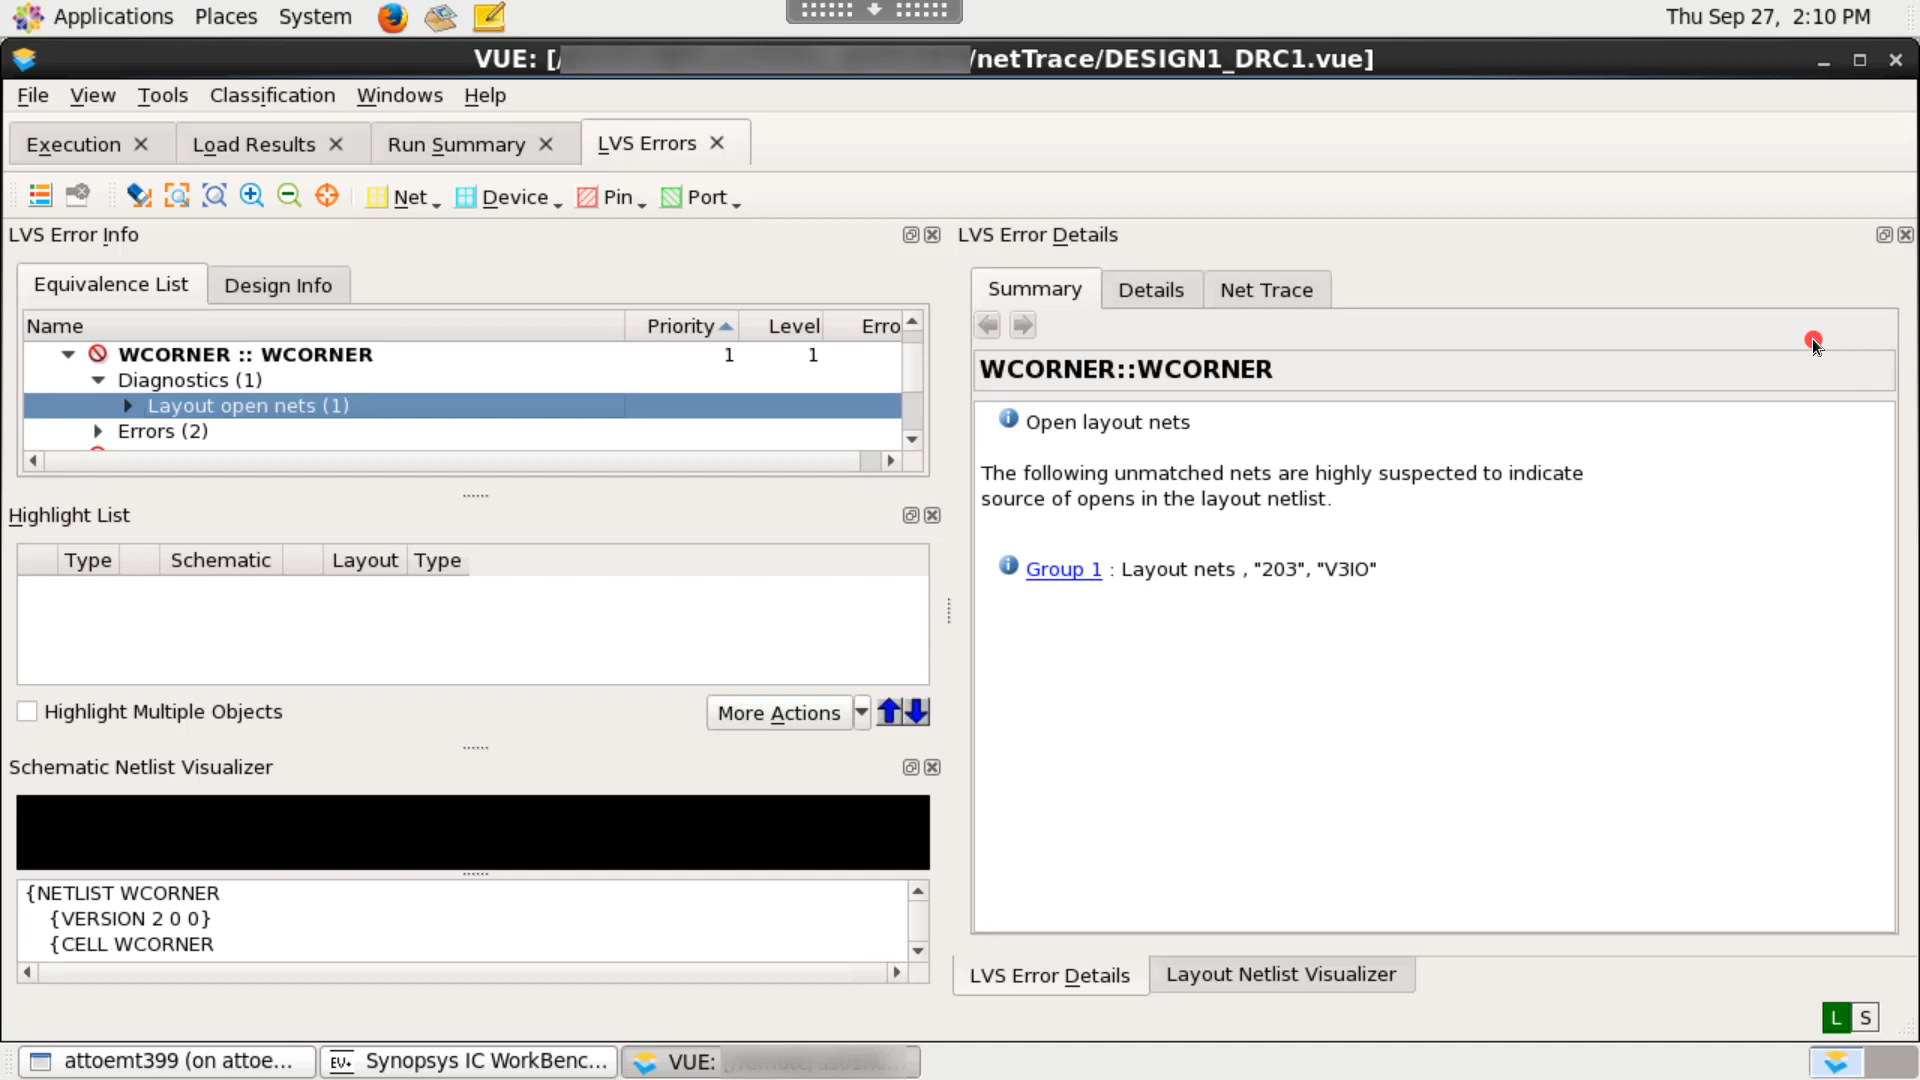 Applications Places System
Thu Sep 27, 2:10 PM
VUE: [/ /netTrace/DESIGN1_DRC1.vue]
File View Tools Classification Windows Help
Execution Load Results Run Summary LVS Errors
Net Device Pin Port
LVS Error Info
Equivalence List Design Info
Name Priority Level Erro
WCORNER :: WCORNER 1 1
Diagnostics (1)
Layout open nets (1)
Errors (2)
Highlight List
Type Schematic Layout Type
Highlight Multiple Objects
More Actions
Schematic Netlist Visualizer
{NETLIST WCORNER
{VERSION 2 0 0}
{CELL WCORNER
LVS Error Details
Summary Details Net Trace
WCORNER::WCORNER
Open layout nets
The following unmatched nets are highly suspected to indicate
source of opens in the layout netlist.
Group 1 : Layout nets , "203", "V3IO"
LVS Error Details Layout Netlist Visualizer
L S
attoemt399 (on attoe... EV+ Synopsys IC WorkBenc... VUE: